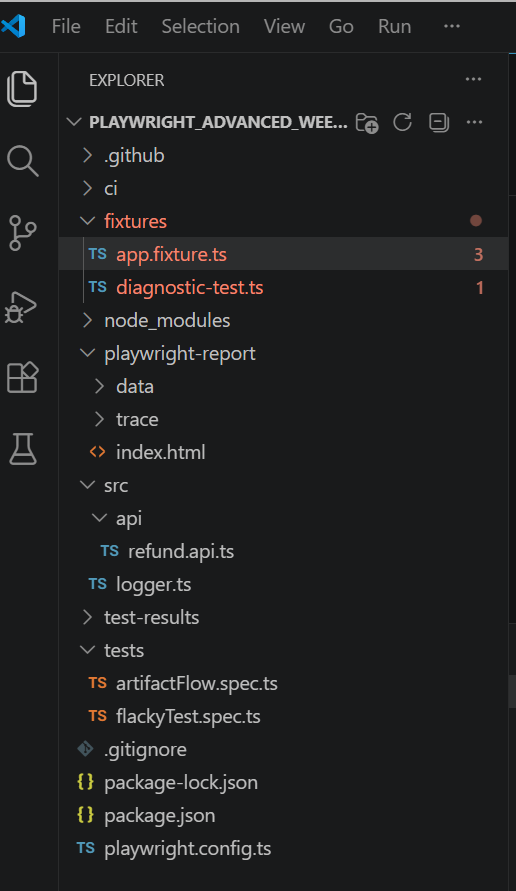 File Edit Selection View Go Run ···
EXPLORER ···
PLAYWRIGHT_ADVANCED_WEE... ···
.github
ci
fixtures
TS app.fixture.ts 3
TS diagnostic-test.ts 1
node_modules
playwright-report
data
trace
<> index.html
src
api
TS refund.api.ts
TS logger.ts
test-results
tests
TS artifactFlow.spec.ts
TS flackyTest.spec.ts
.gitignore
{} package-lock.json
{} package.json
TS playwright.config.ts